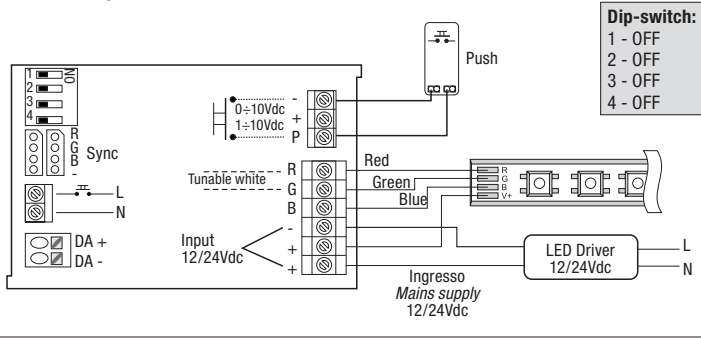 Dip-switch:
1 - OFF
2 - OFF
3 - OFF
4 - OFF
Push
1
2
3
4
ON
R
G
B
-
Sync
L
N
DA +
DA -
0÷10Vdc
1÷10Vdc
-
+
P
Tunable white
R
G
B
-
+
+
Input
12/24Vdc
Red
Green
Blue
R
G
B
V+
LED Driver
12/24Vdc
L
N
Ingresso
Mains supply
12/24Vdc